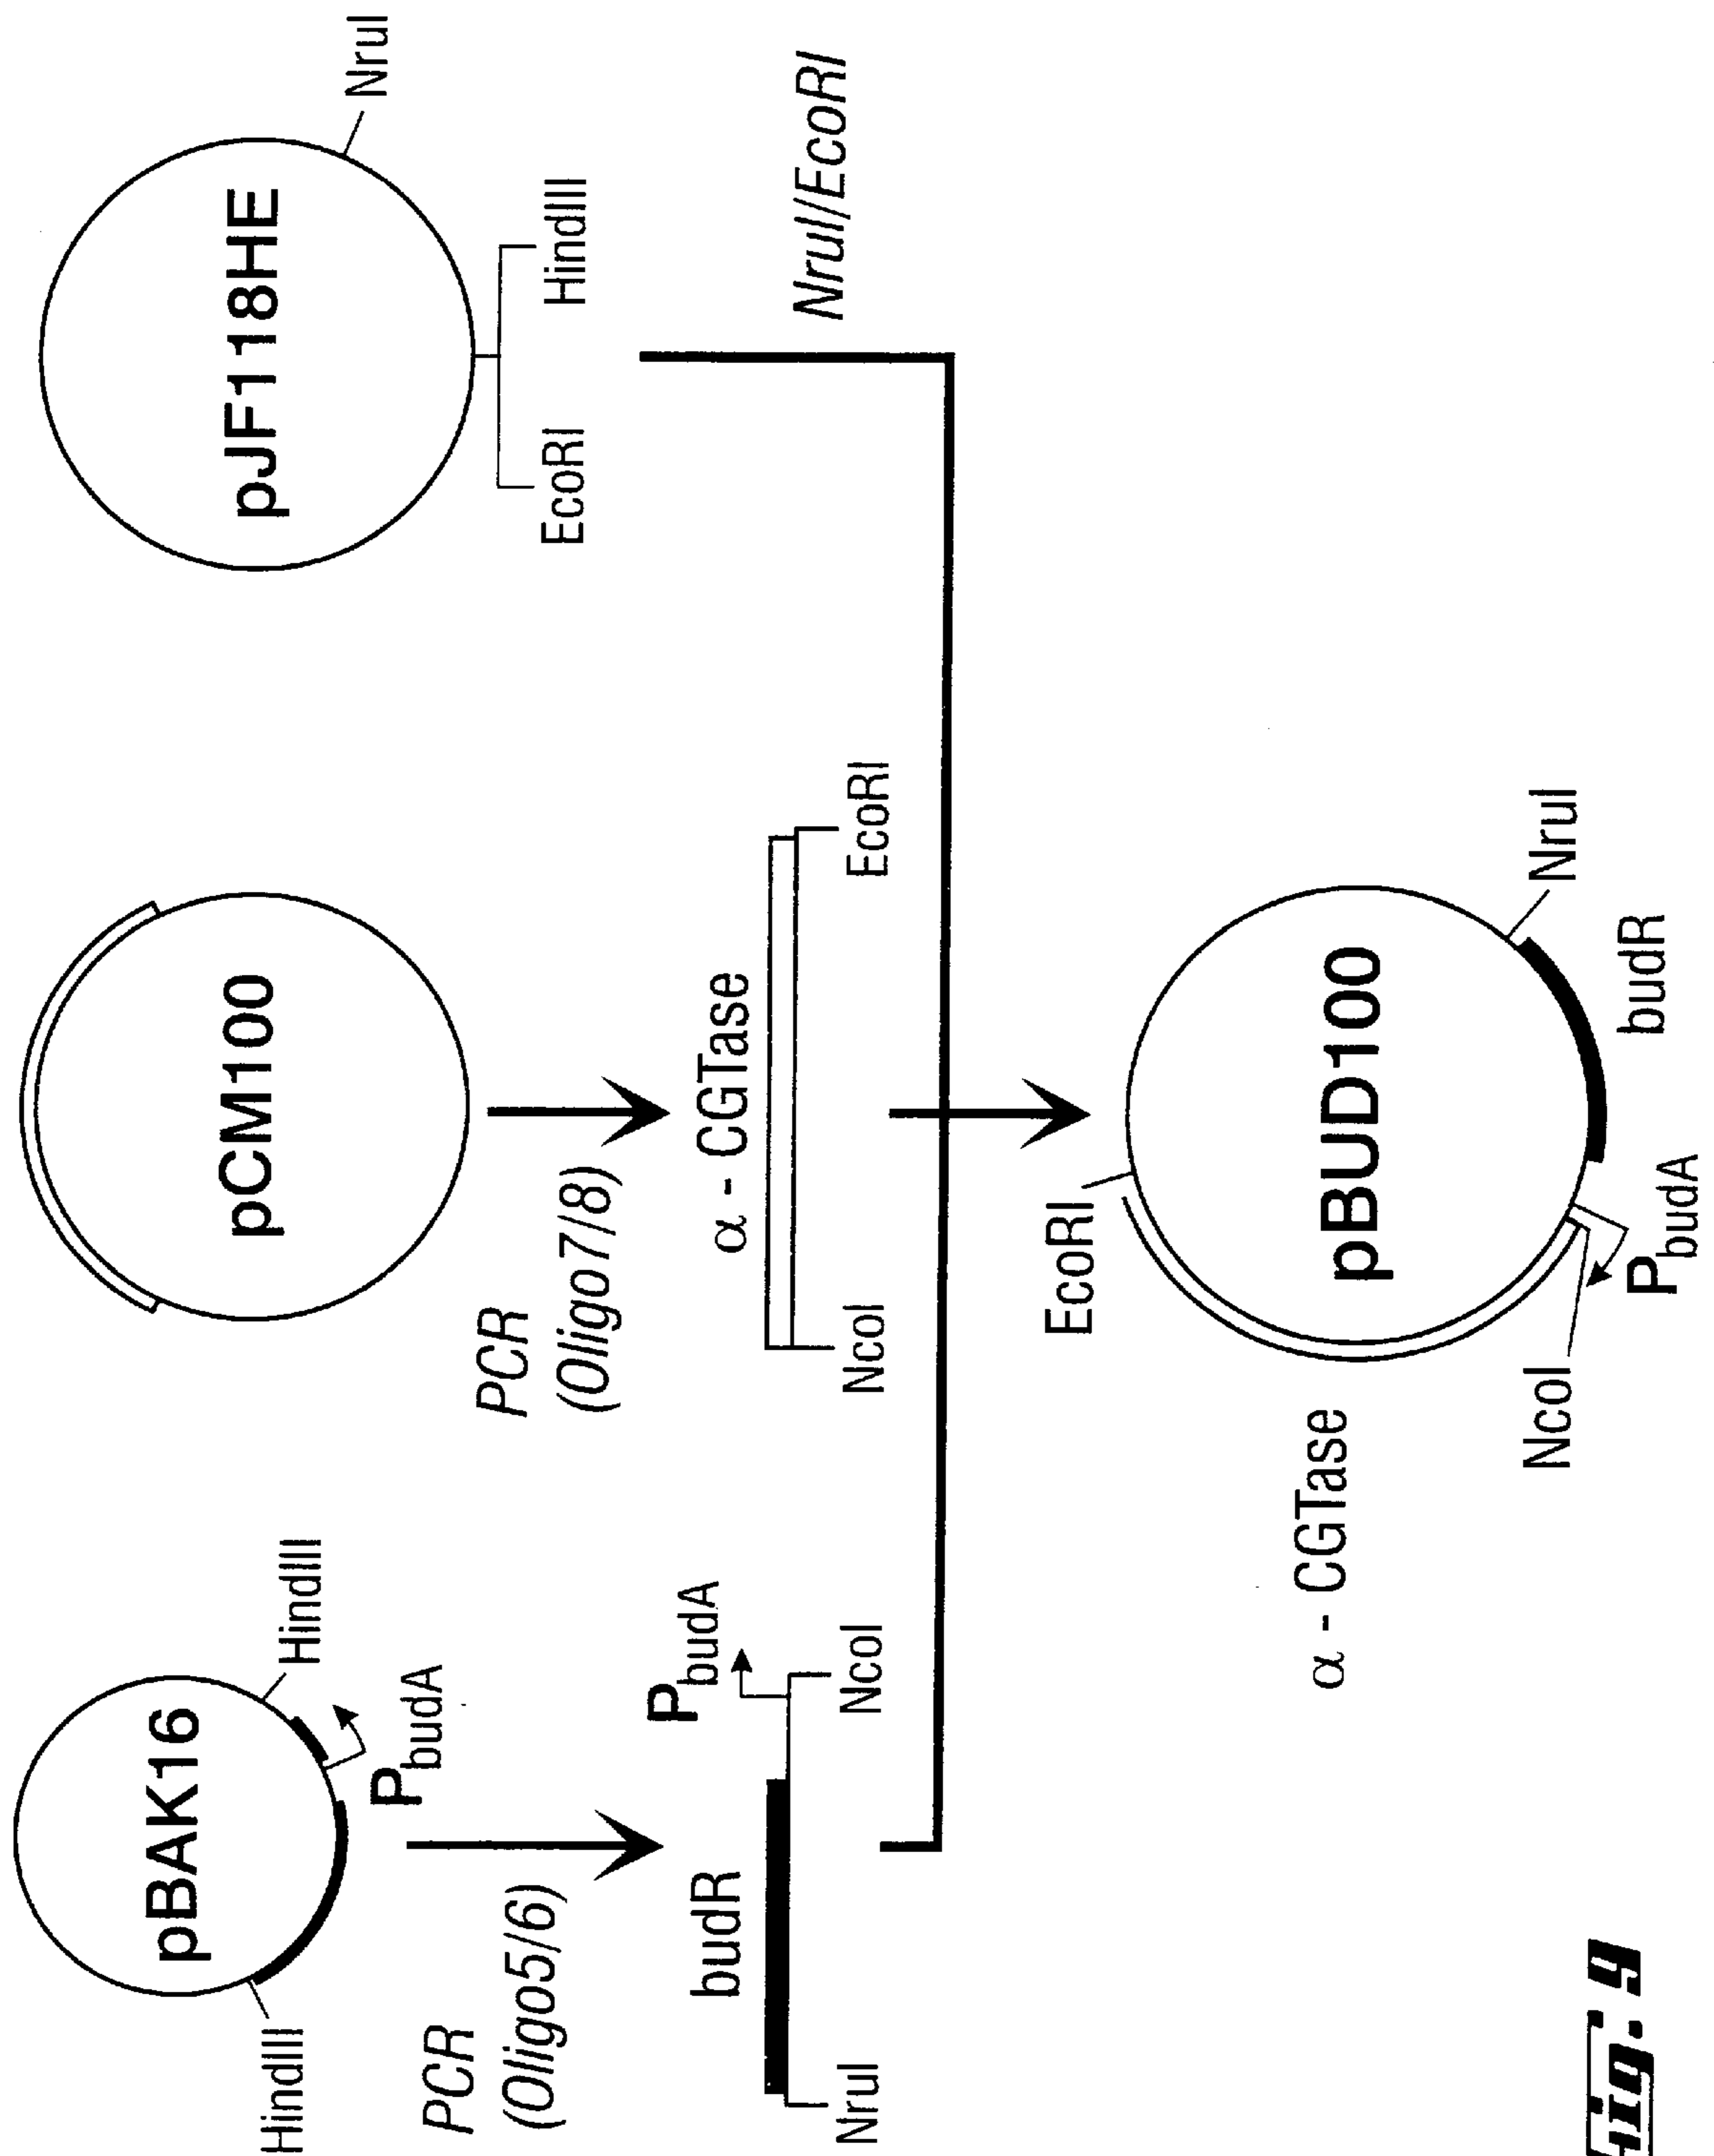 pBAK16
HindIII
HindIII
PbudA
PCR
(Oligo5/6)
budR
PbudA
NruI
NcoI
pCM100
PCR
(Oligo7/8)
α - CGTase
NcoI
EcoRI
pJF118HE
NruI
EcoRI
HindIII
NruI/EcoRI
pBUD100
EcoRI
α - CGTase
NcoI
PbudA
budR
NruI
Fig. 9